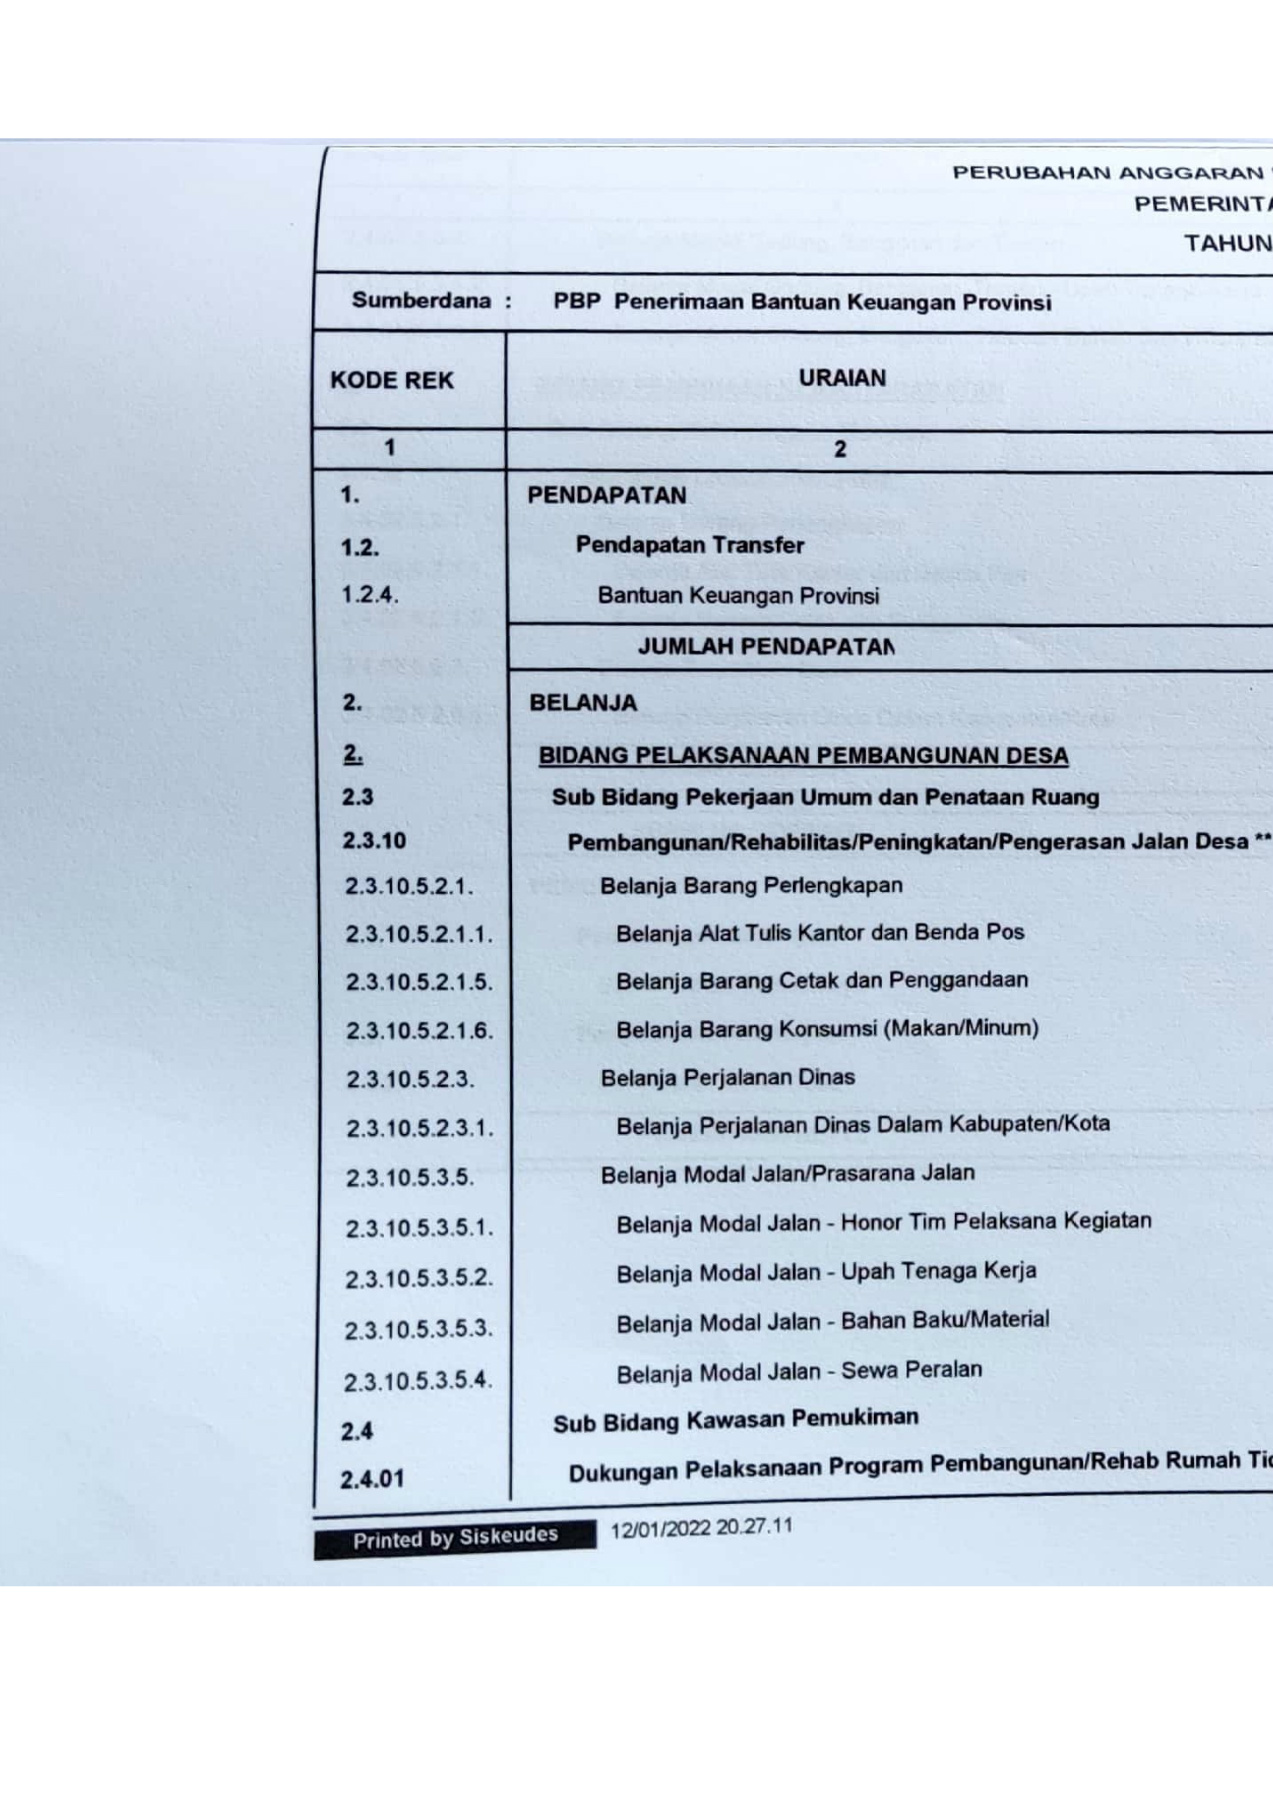 PERUBAHAN ANGGARAN
PEMERINTA
TAHUN
Sumberdana : PBP Penerimaan Bantuan Keuangan Provinsi
KODE REK URAIAN
1 2
1. PENDAPATAN
1.2. Pendapatan Transfer
1.2.4. Bantuan Keuangan Provinsi
JUMLAH PENDAPATAN
2. BELANJA
2. BIDANG PELAKSANAAN PEMBANGUNAN DESA
2.3 Sub Bidang Pekerjaan Umum dan Penataan Ruang
2.3.10 Pembangunan/Rehabilitas/Peningkatan/Pengerasan Jalan Desa **
2.3.10.5.2.1. Belanja Barang Perlengkapan
2.3.10.5.2.1.1. Belanja Alat Tulis Kantor dan Benda Pos
2.3.10.5.2.1.5. Belanja Barang Cetak dan Penggandaan
2.3.10.5.2.1.6. Belanja Barang Konsumsi (Makan/Minum)
2.3.10.5.2.3. Belanja Perjalanan Dinas
2.3.10.5.2.3.1. Belanja Perjalanan Dinas Dalam Kabupaten/Kota
2.3.10.5.3.5. Belanja Modal Jalan/Prasarana Jalan
2.3.10.5.3.5.1. Belanja Modal Jalan - Honor Tim Pelaksana Kegiatan
2.3.10.5.3.5.2. Belanja Modal Jalan - Upah Tenaga Kerja
2.3.10.5.3.5.3. Belanja Modal Jalan - Bahan Baku/Material
2.3.10.5.3.5.4. Belanja Modal Jalan - Sewa Peralan
2.4 Sub Bidang Kawasan Pemukiman
2.4.01 Dukungan Pelaksanaan Program Pembangunan/Rehab Rumah Tid
Printed by Siskeudes 12/01/2022 20.27.11